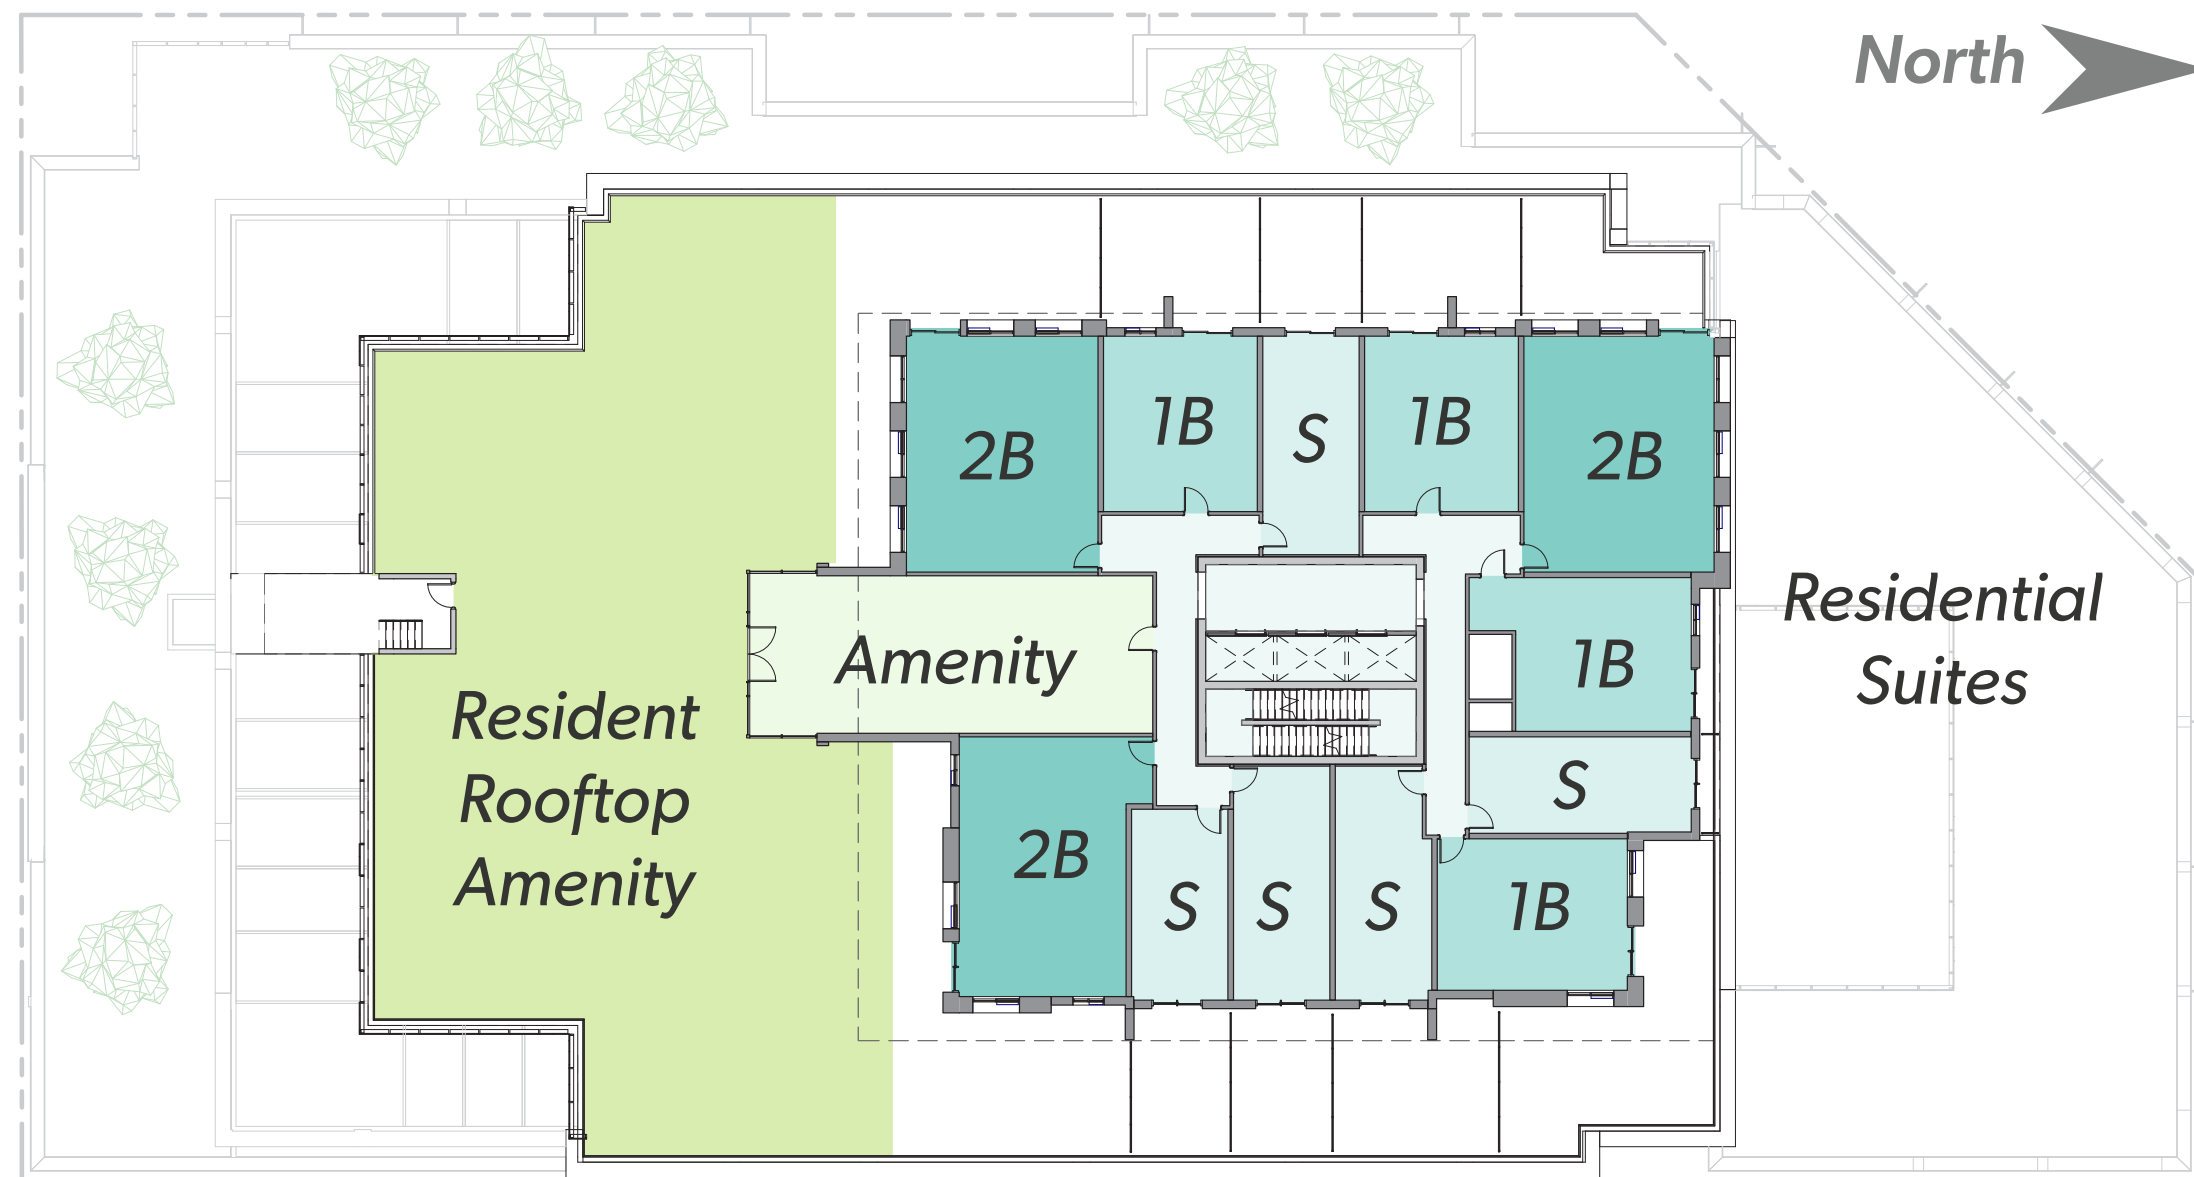 North
2B
1B
S
1B
2B
Residential
Suites
Amenity
1B
Resident
Rooftop
Amenity
S
2B
S
S
S
1B